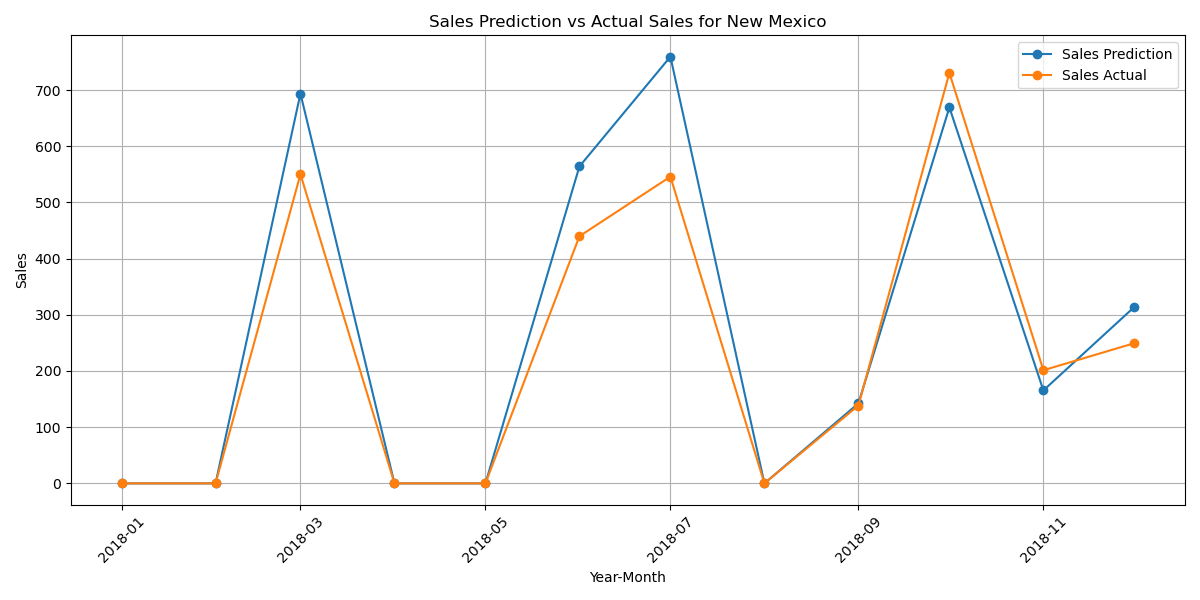 Sales Prediction vs Actual Sales for New Mexico
Sales Prediction
Sales Actual
700
600
500
400
300
200
100
0
Sales
2018-01
2018-03
2018-05
2018-07
2018-09
2018-11
Year-Month